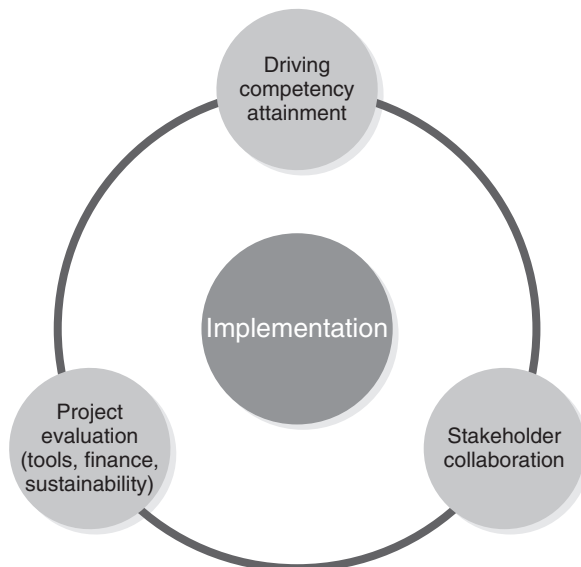 Driving
competency
attainment
Implementation
Project
evaluation
(tools, finance,
sustainability)
Stakeholder
collaboration